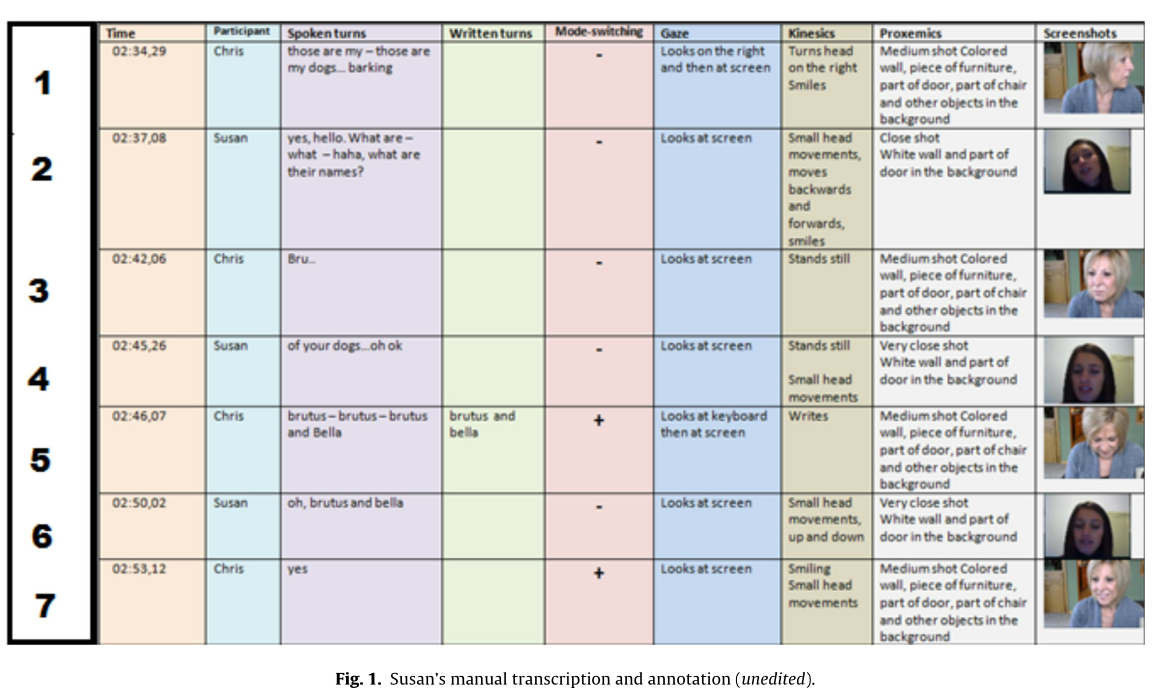 Time Participant Spoken turns Written turns Mode-switching Gaze Kinesics Proxemics Screenshots
1
02:34,29
Chris
those are my – those are
my dogs... barking
-
Looks on the right
and then at screen
Turns head
on the right
Smiles
Medium shot Colored
wall, piece of furniture,
part of door, part of chair
and other objects in the
background
2
02:37,08
Susan
yes, hello. What are –
what – haha, what are
their names?
-
Looks at screen
Small head
movements,
moves
backwards
and
forwards,
smiles
Close shot
White wall and part of
door in the background
3
02:42,06
Chris
Bru..
-
Looks at screen
Stands still
Medium shot Colored
wall, piece of furniture,
part of door, part of chair
and other objects in the
background
4
02:45,26
Susan
of your dogs...oh ok
-
Looks at screen
Stands still
Small head
movements
Very close shot
White wall and part of
door in the background
5
02:46,07
Chris
brutus – brutus – brutus
and Bella
brutus and
bella
+
Looks at keyboard
then at screen
Writes
Medium shot Colored
wall, piece of furniture,
part of door, part of chair
and other objects in the
background
6
02:50,02
Susan
oh, brutus and bella
-
Looks at screen
Small head
movements,
up and down
Very close shot
White wall and part of
door in the background
7
02:53,12
Chris
yes
+
Looks at screen
Smiling
Small head
movements
Medium shot Colored
wall, piece of furniture,
part of door, part of chair
and other objects in the
background
Fig. 1. Susan's manual transcription and annotation (unedited).